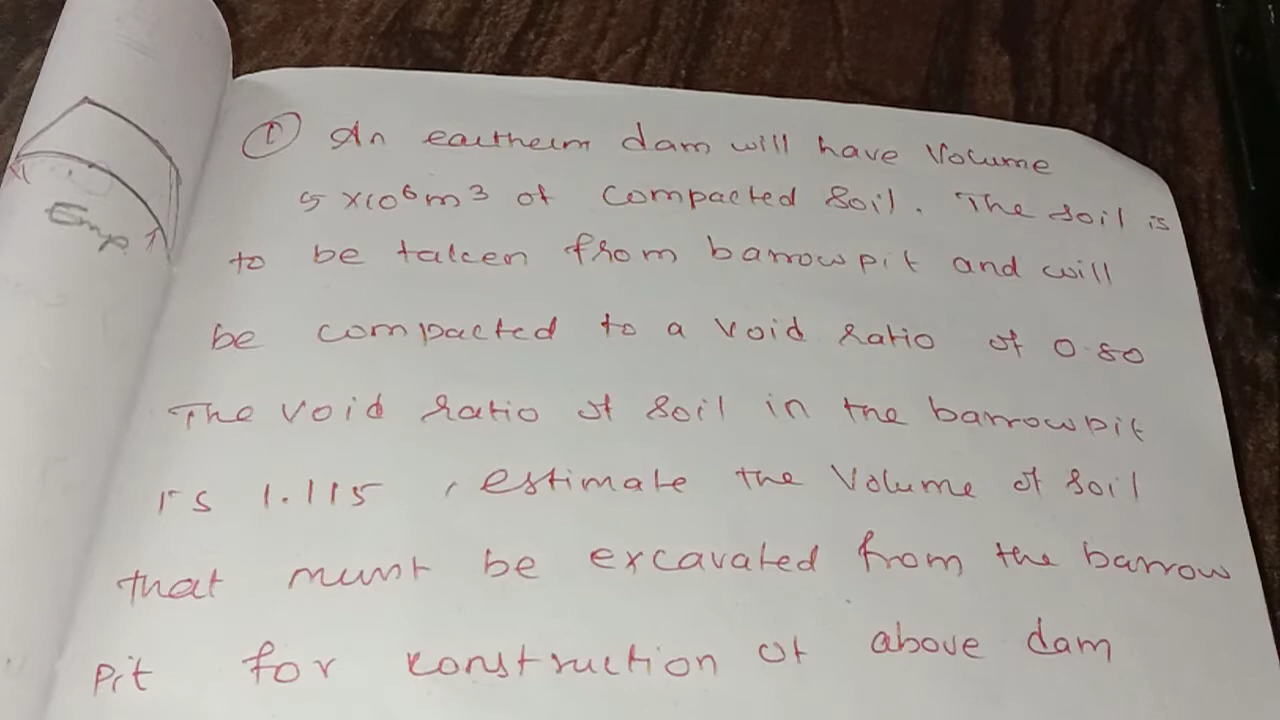 Emp
① An earthern dam will have Volume
5 x10⁶m³ of compacted soil. The soil is
to be taken from barrowpit and will
be compacted to a void ratio of 0.80
The void ratio of soil in the barrowpit
is 1.115 , estimate the Volume of soil
that must be excavated from the barrow
pit for construction of above dam